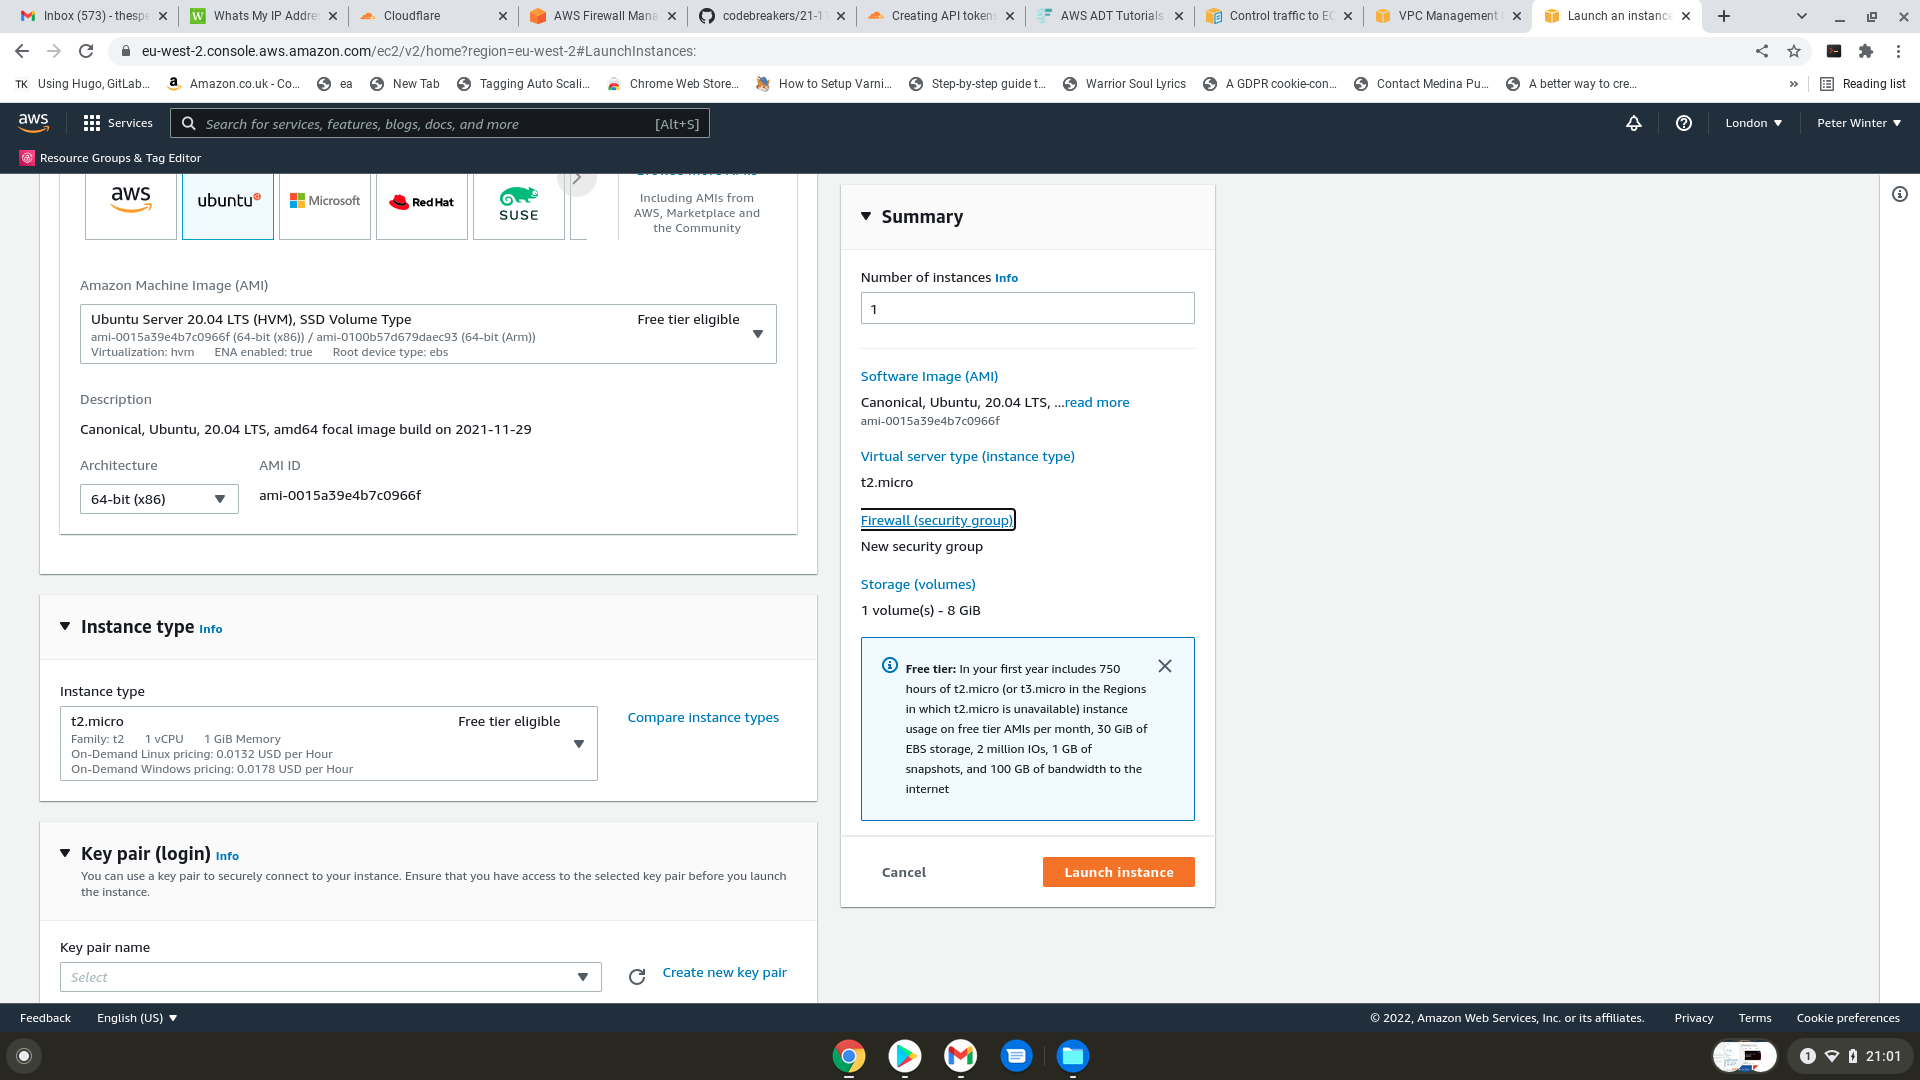 Inbox (573) - thespe
Whats My IP Addre
Cloudflare
AWS Firewall Mana
codebreakers/21-1
Creating API token
AWS ADT Tutorials
Control traffic to EC
VPC Management
Launch an instance
eu-west-2.console.aws.amazon.com/ec2/v2/home?region=eu-west-2#LaunchInstances:
TK Using Hugo, GitLab...
Amazon.co.uk - Co...
ea
New Tab
Tagging Auto Scali...
Chrome Web Store...
How to Setup Varni...
Step-by-step guide t...
Warrior Soul Lyrics
A GDPR cookie-con...
Contact Medina Pu...
A better way to cre...
»
Reading list
aws
Services
Search for services, features, blogs, docs, and more [Alt+S]
London
Peter Winter
Resource Groups & Tag Editor
aws
ubuntu
Microsoft
Red Hat
SUSE
Including AMIs from
AWS, Marketplace and
the Community
Amazon Machine Image (AMI)
Ubuntu Server 20.04 LTS (HVM), SSD Volume Type Free tier eligible
ami-0015a39e4b7c0966f (64-bit (x86)) / ami-0100b57d679daec93 (64-bit (Arm))
Virtualization: hvm ENA enabled: true Root device type: ebs
Description
Canonical, Ubuntu, 20.04 LTS, amd64 focal image build on 2021-11-29
Architecture AMI ID
64-bit (x86) ami-0015a39e4b7c0966f
Instance type Info
Instance type
t2.micro Free tier eligible
Family: t2 1 vCPU 1 GiB Memory
On-Demand Linux pricing: 0.0132 USD per Hour
On-Demand Windows pricing: 0.0178 USD per Hour
Compare instance types
Key pair (login) Info
You can use a key pair to securely connect to your instance. Ensure that you have access to the selected key pair before you launch
the instance.
Key pair name
Select
Create new key pair
Summary
Number of instances Info
1
Software Image (AMI)
Canonical, Ubuntu, 20.04 LTS, ...read more
ami-0015a39e4b7c0966f
Virtual server type (instance type)
t2.micro
Firewall (security group)
New security group
Storage (volumes)
1 volume(s) - 8 GiB
Free tier: In your first year includes 750
hours of t2.micro (or t3.micro in the Regions
in which t2.micro is unavailable) instance
usage on free tier AMIs per month, 30 GiB of
EBS storage, 2 million IOs, 1 GB of
snapshots, and 100 GB of bandwidth to the
internet
Cancel
Launch instance
Feedback
English (US)
© 2022, Amazon Web Services, Inc. or its affiliates.
Privacy
Terms
Cookie preferences
1
21:01